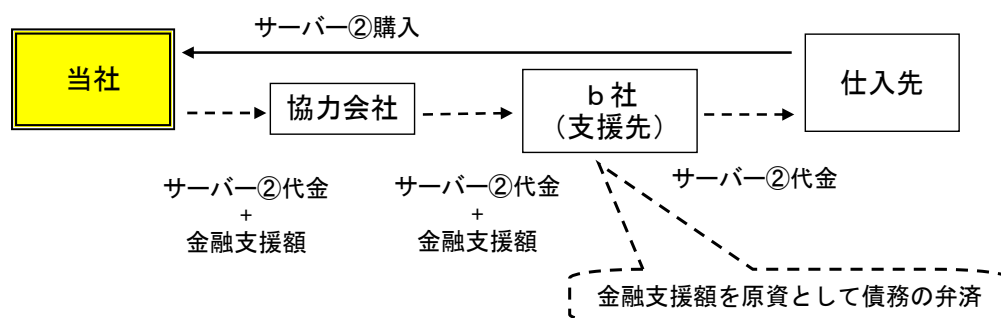 サーバー②購入
当社
協力会社
b社
(支援先)
仕入先
サーバー②代金
+
金融支援額
サーバー②代金
+
金融支援額
サーバー②代金
金融支援額を原資として債務の弁済